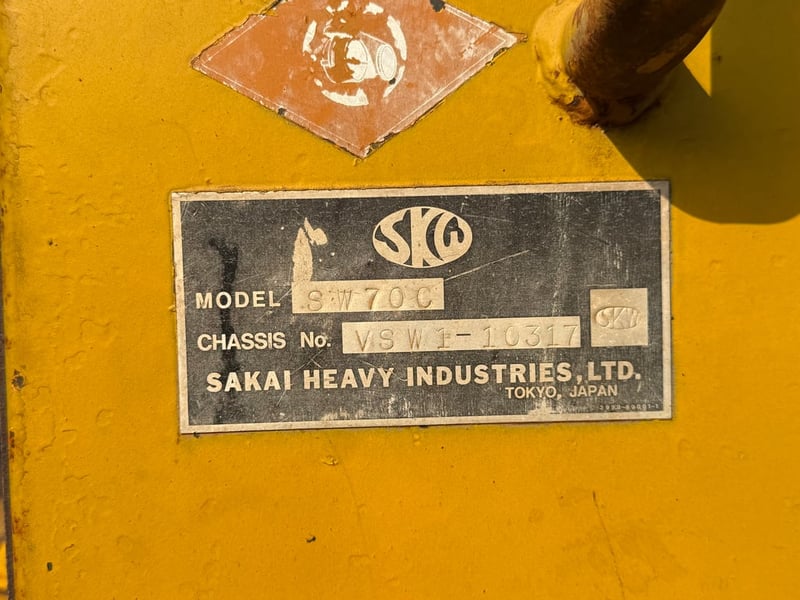 SKW
MODEL SW70C
CHASSIS No. VSW1-10317
SKW
SAKAI HEAVY INDUSTRIES, LTD.
TOKYO, JAPAN